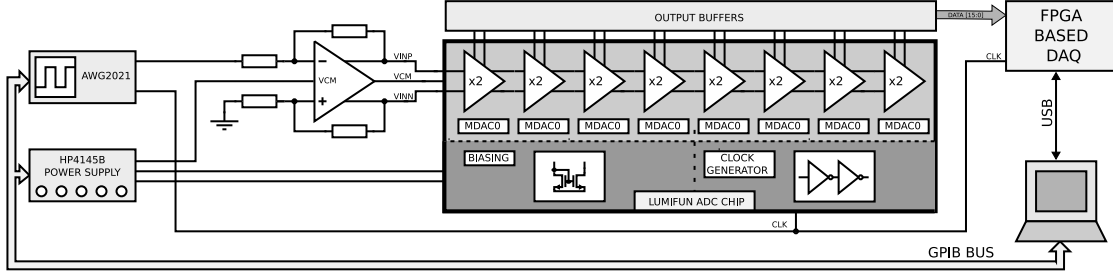 OUTPUT BUFFERS
DATA [15:0]
FPGA
BASED
DAQ
CLK
AWG2021
VINP
VCM
VCM
VINN
x2 x2 x2 x2 x2 x2 x2 x2
MDAC0 MDAC0 MDAC0 MDAC0 MDAC0 MDAC0 MDAC0 MDAC0
USB
HP4145B
POWER SUPPLY
BIASING
CLOCK
GENERATOR
LUMIFUN ADC CHIP
CLK
GPIB BUS